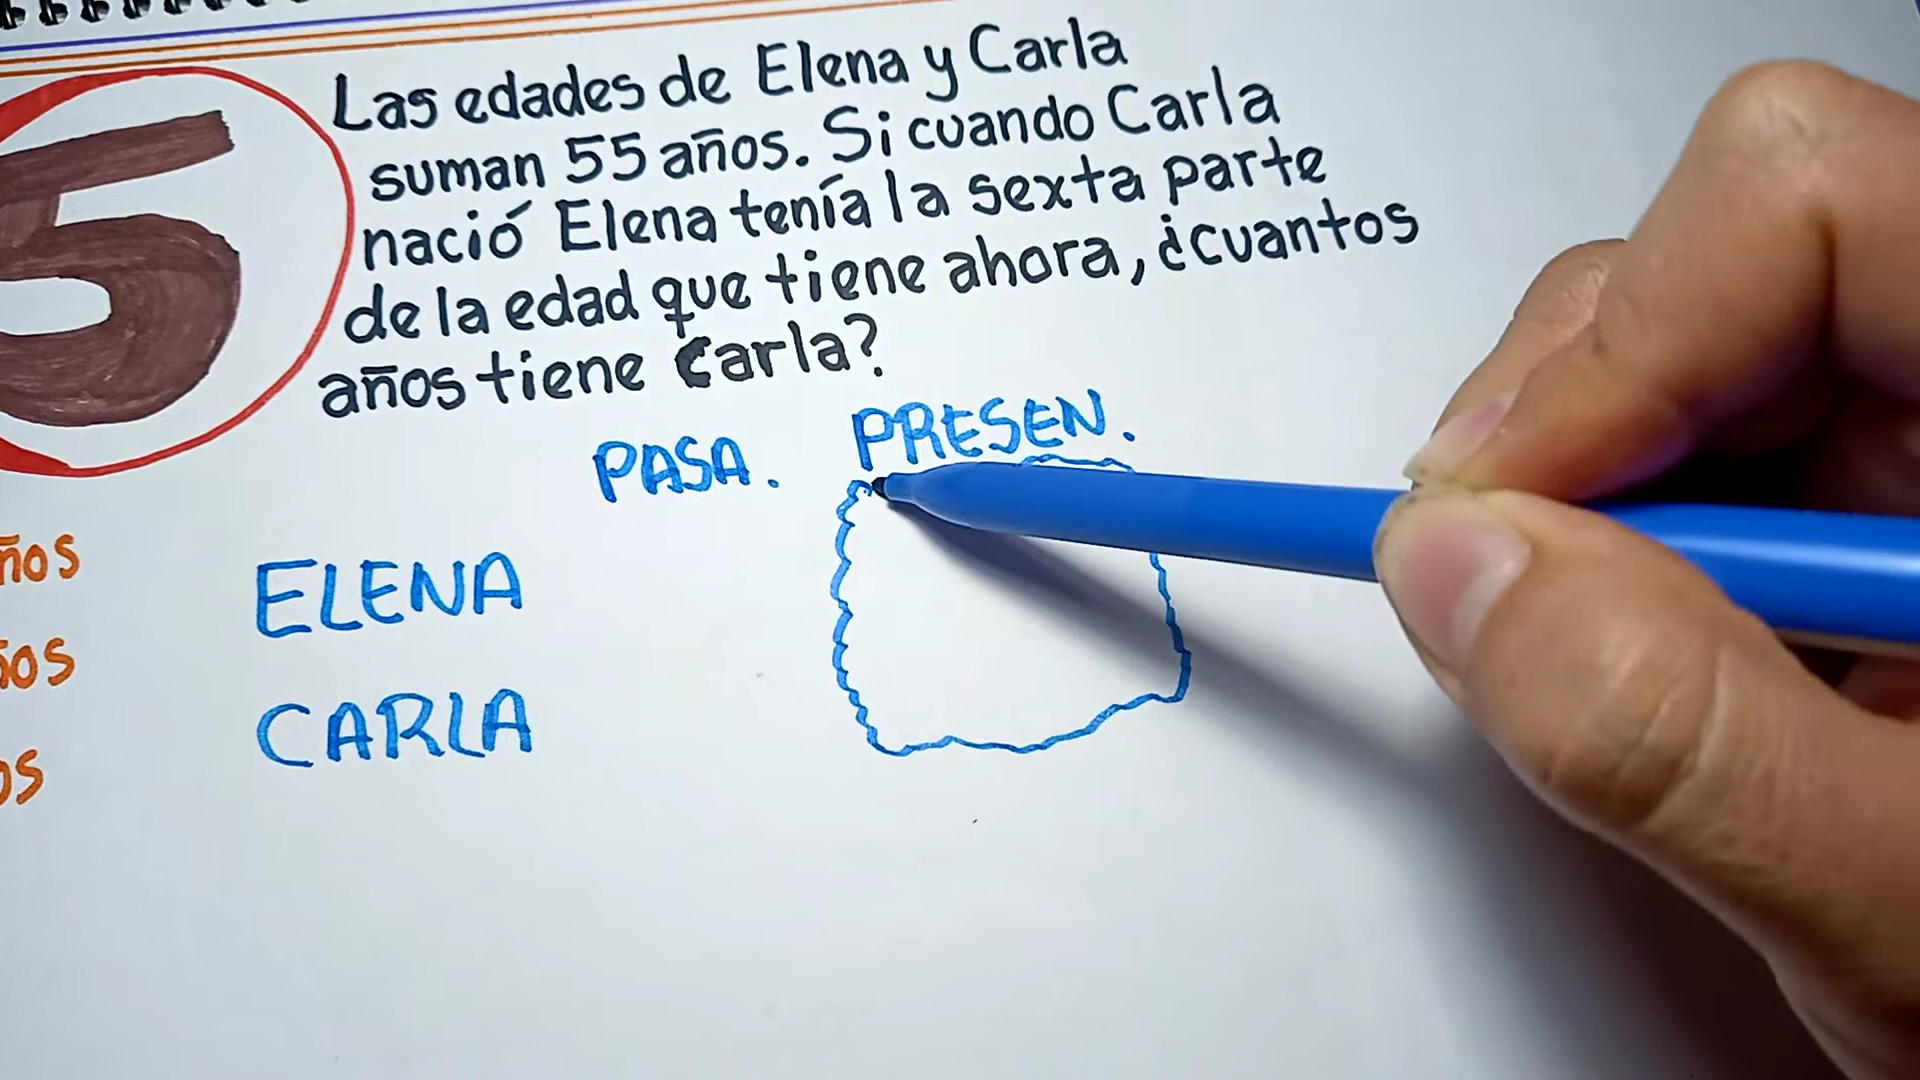 5
Las edades de Elena y Carla
suman 55 años. Si cuando Carla
nació Elena tenía la sexta parte
de la edad que tiene ahora, ¿cuantos
años tiene Carla?
PASA. PRESEN.
ELENA
CARLA